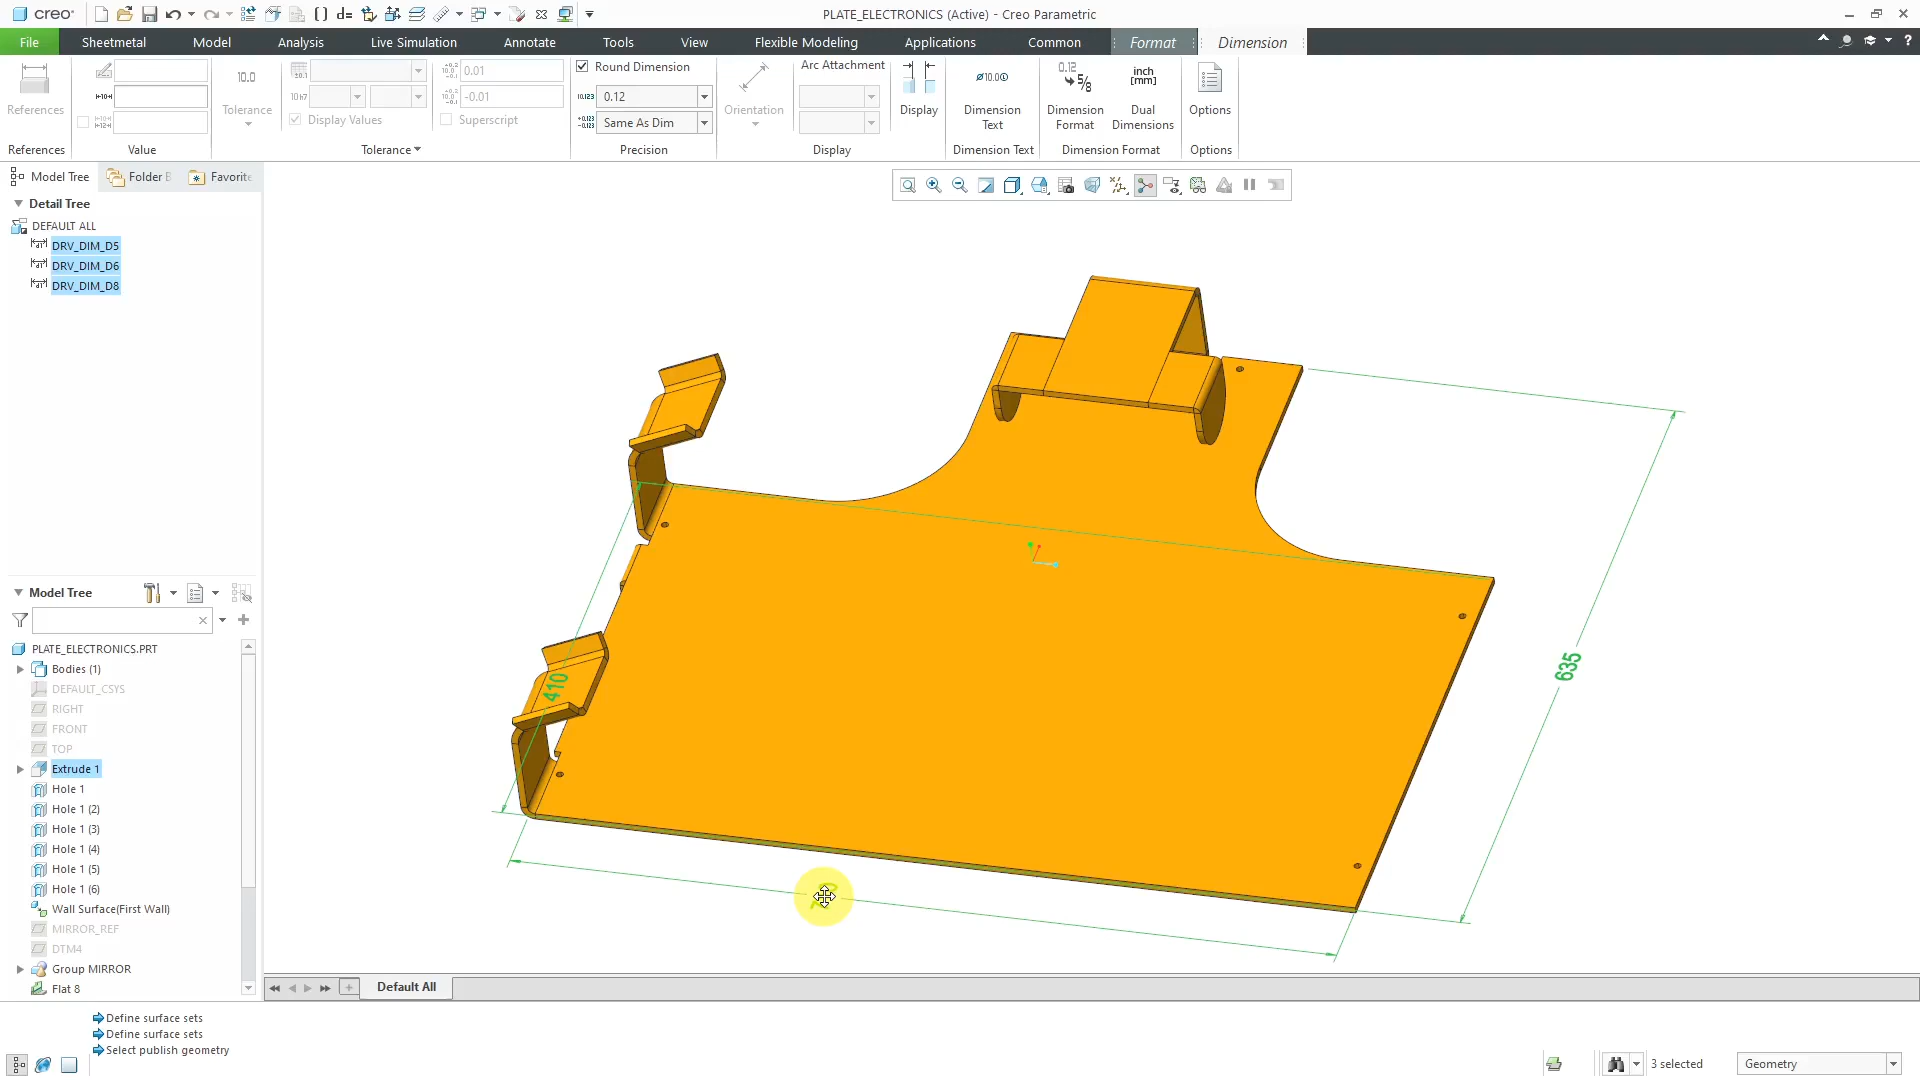 creo
PLATE_ELECTRONICS (Active) - Creo Parametric
File
Sheetmetal
Model
Analysis
Live Simulation
Annotate
Tools
View
Flexible Modeling
Applications
Common
Format
Dimension
References
References
Value
10.0
Tolerance
10h7
Display Values
0.01
-0.01
Superscript
Tolerance
Round Dimension
0.12
Same As Dim
Precision
Orientation
Arc Attachment
Display
Display
Dimension Text
Dimension Text
Dimension Format
inch [mm]
Dual Dimensions
Dimension Format
Options
Options
Model Tree
Folder B
Favorite
Detail Tree
DEFAULT ALL
DRV_DIM_D5
DRV_DIM_D6
DRV_DIM_D8
Model Tree
PLATE_ELECTRONICS.PRT
Bodies (1)
DEFAULT_CSYS
RIGHT
FRONT
TOP
Extrude 1
Hole 1
Hole 1 (2)
Hole 1 (3)
Hole 1 (4)
Hole 1 (5)
Hole 1 (6)
Wall Surface(First Wall)
MIRROR_REF
DTM4
Group MIRROR
Flat 8
410
635
Default All
Define surface sets
Define surface sets
Select publish geometry
3 selected
Geometry